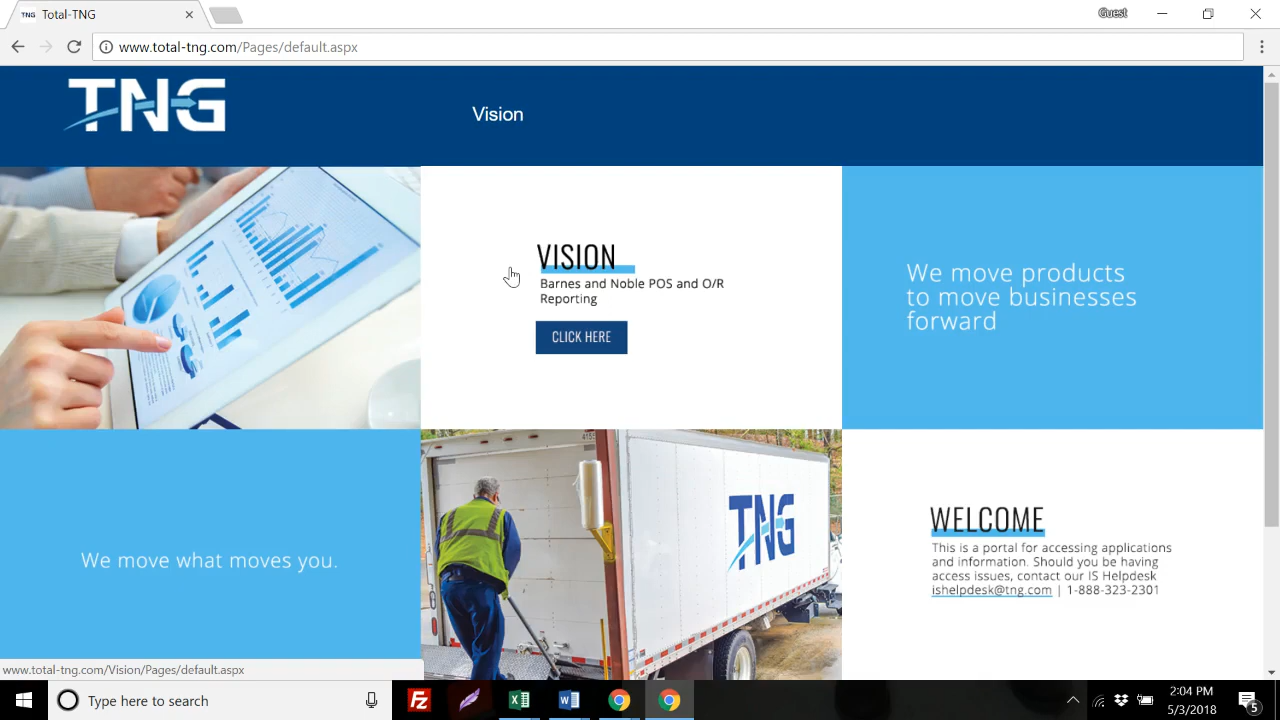 TNG Total-TNG
Guest
www.total-tng.com/Pages/default.aspx
TNG
Vision
VISION
Barnes and Noble POS and O/R
Reporting
CLICK HERE
We move products
to move businesses
forward
We move what moves you.
TNG
WELCOME
This is a portal for accessing applications
and information. Should you be having
access issues, contact our IS Helpdesk
ishelpdesk@tng.com | 1-888-323-2301
www.total-tng.com/Vision/Pages/default.aspx
Type here to search
Fz
2:04 PM
5/3/2018
5